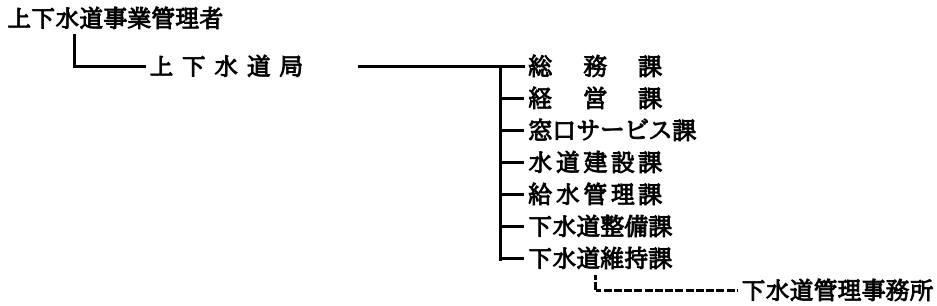 上下水道事業管理者
上下水道局
総務課
経営課
窓口サービス課
水道建設課
給水管理課
下水道整備課
下水道維持課
下水道管理事務所